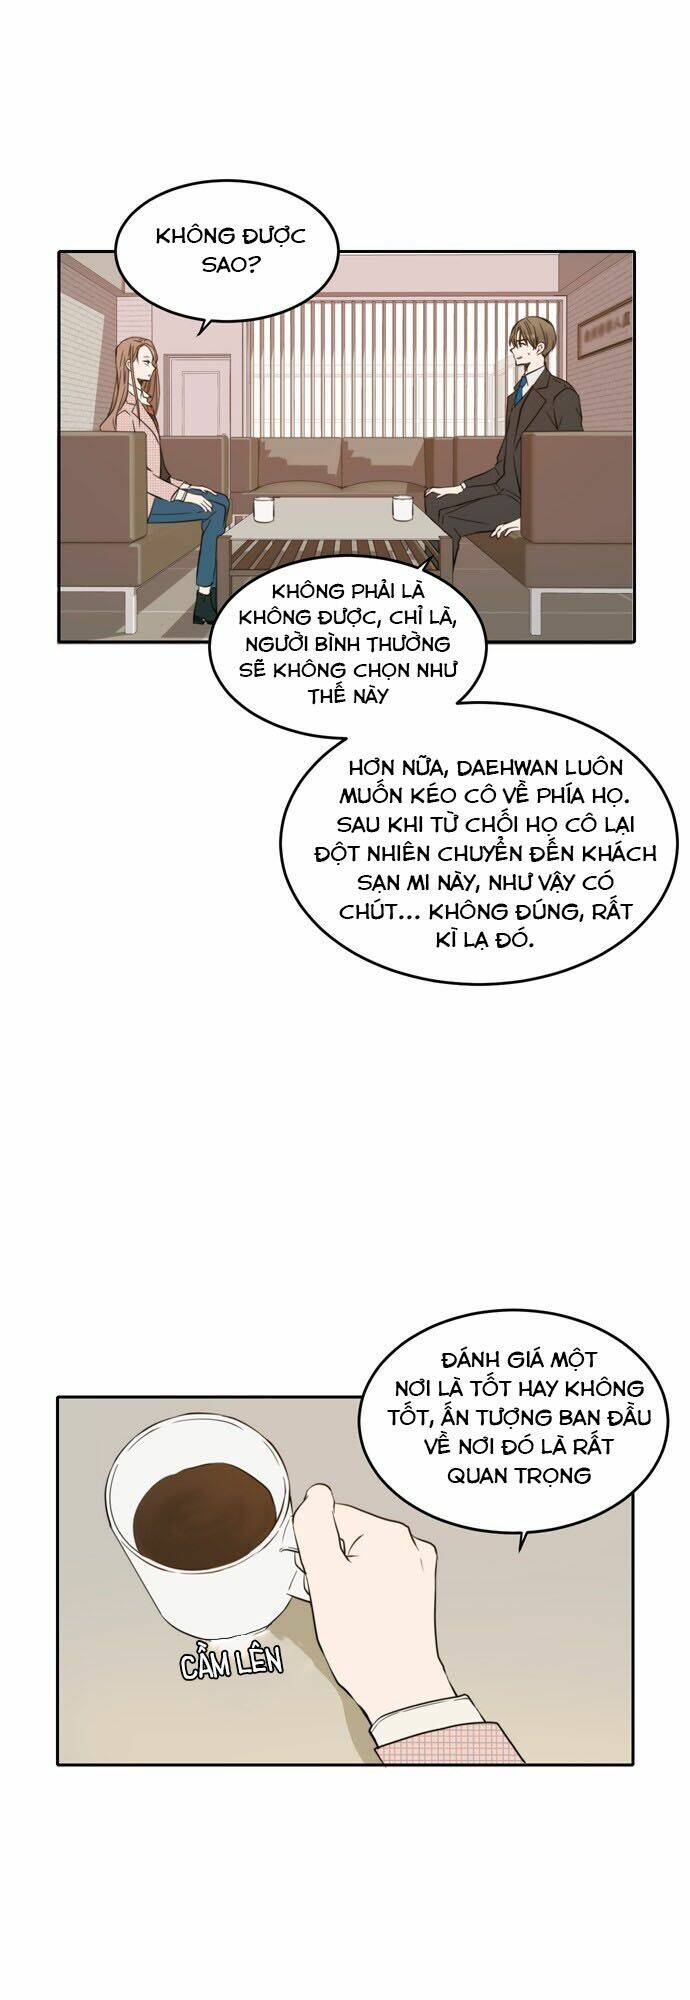 KHÔNG ĐƯỢC
SAO?
KHÔNG PHẢI LÀ
KHÔNG ĐƯỢC, CHỈ LÀ,
NGƯỜI BÌNH THƯỜNG
SẼ KHÔNG CHỌN NHƯ
THẾ NÀY
HƠN NỮA, DAEHWAN LUÔN
MUỐN KÉO CÔ VỀ PHÍA HỌ.
SAU KHI TỪ CHỐI HỌ CÔ LẠI
ĐỘT NHIÊN CHUYỂN ĐẾN KHÁCH
SẠN MI NÀY, NHƯ VẬY CÓ
CHÚT... KHÔNG ĐÚNG, RẤT
KÌ LẠ ĐÓ.
ĐÁNH GIÁ MỘT
NƠI LÀ TỐT HAY KHÔNG
TỐT, ẤN TƯỢNG BAN ĐẦU
VỀ NƠI ĐÓ LÀ RẤT
QUAN TRỌNG
CẦM LÊN